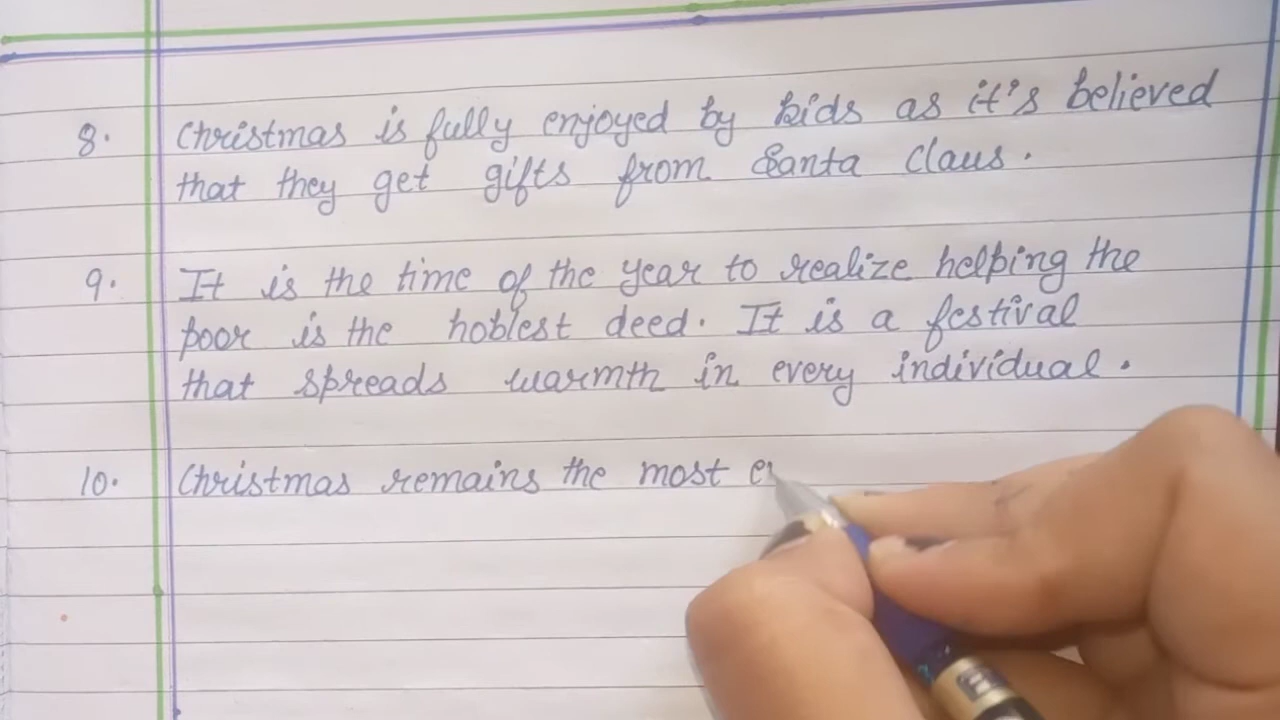 8. Christmas is fully enjoyed by kids as it's believed
that they get gifts from Santa Claus.
9. It is the time of the year to realize helping the
poor is the hoblest deed. It is a festival
that spreads warmth in every individual.
10. Christmas remains the most e